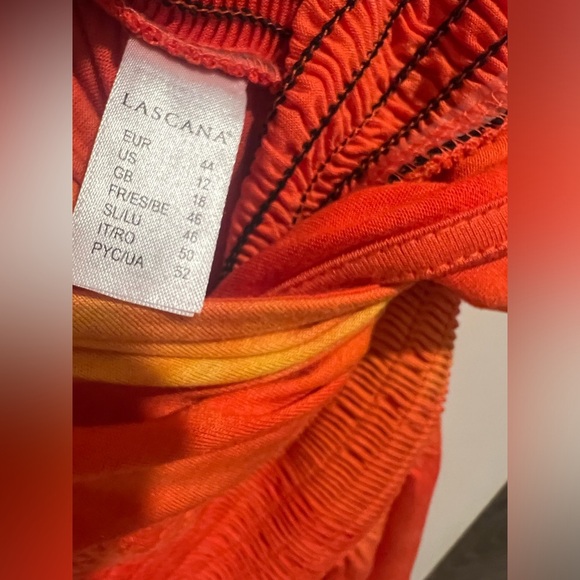 LASCANA®
EUR 44
US 12
GB 18
FR/ES/BE 46
SL/LU 46
IT/RO 50
PYC/UA 52